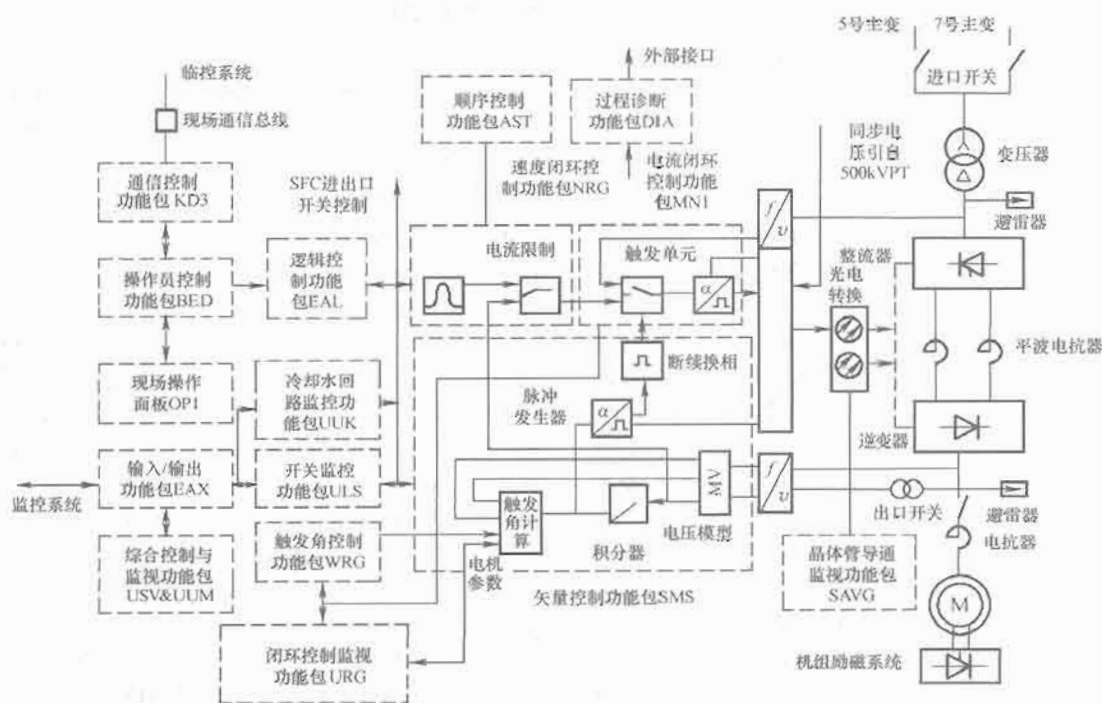 5号主变
7号主变
进口开关
外部接口
临控系统
现场通信总线
顺序控制
功能包AST
过程诊断
功能包DIA
同步电
压引自
500kVPT
变压器
避雷器
速度闭环控
制功能包NRG
电流闭环
控制功能
包MN1
SFC进出口
开关控制
通信控制
功能包 KD3
电流限制
触发单元
f
υ
整流器
光电
转换
操作员控制
功能包BED
逻辑控
制功能
包EAL
α
平波电抗器
断续换相
现场操作
面板OP1
冷却水回
路监控功
能包UUK
脉冲
发生器
α
逆变器
监控系统
输入/输出
功能包EAX
开关监控
功能包ULS
触发
角计
算
MV
f
υ
电压模型
出口开关
避雷器
电抗器
综合控制与
监视功能包
USV&UUM
触发角控制
功能包WRG
电机
参数
积分器
矢量控制功能包SMS
晶体管导通
监视功能包
SAVG
M
闭环控制监视
功能包 URG
机组励磁系统